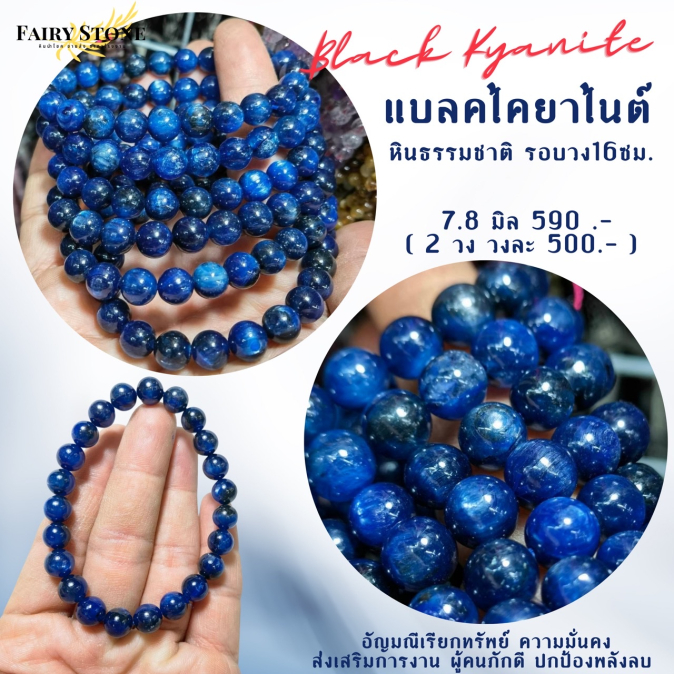 FAIRY STONE
Black Kyanite
แบลคไคยาไนต์
หินธรรมชาติ รอบวง16ซม.
7.8 มิล 590 .-
( 2 วง วงละ 500.- )
อัญมณีเรียกทรัพย์ ความมั่นคง
ส่งเสริมการงาน ผู้คนภักดี ปกป้องพลังลบ